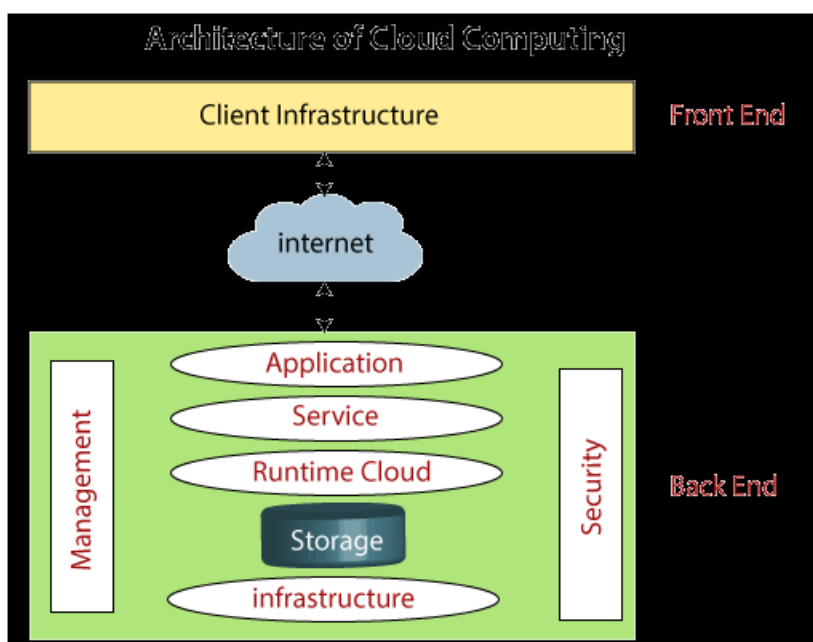 Architecture of Cloud Computing
Client Infrastructure
Front End
internet
Application
Service
Runtime Cloud
Storage
infrastructure
Management
Security
Back End